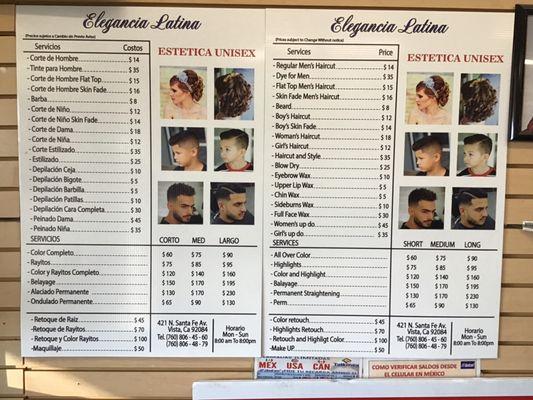 Elegancia Latina
(Precios sujetos a Cambio sin Previo Aviso)
Servicios Costos
ESTETICA UNISEX
-Corte de Hombre $ 14
-Tinte para Hombre $ 35
-Corte de Hombre Flat Top $ 15
-Corte de Hombre Skin Fade $ 16
-Barba $ 8
-Corte de Niño $ 12
-Corte de Niño Skin Fade $ 14
-Corte de Dama $ 18
-Corte de Niña $ 12
-Corte Estilizado $ 35
-Estilizado $ 25
-Depilación Ceja $ 10
-Depilación Bigote $ 5
-Depilación Barbilla $ 5
-Depilación Patillas $ 10
-Depilación Cara Completa $ 30
-Peinado Dama $ 45
-Peinado Niña $ 35
SERVICIOS CORTO MED LARGO
-Color Completo $ 60 $ 75 $ 90
-Rayitos $ 75 $ 85 $ 95
-Color y Rayitos Completo $ 120 $ 140 $ 160
-Belayage $ 150 $ 170 $ 195
-Alaciado Permanente $ 130 $ 170 $ 230
-Ondulado Permanente $ 65 $ 90 $ 130
-Retoque de Raiz $ 45
-Retoque de Rayitos $ 70
-Retoque y Color Rayitos $ 100
-Maquillaje $ 50
421 N. Santa Fe Av.
Vista, Ca 92084
Tel. (760) 806 - 45 - 60
(760) 806 - 48 - 79
Horario
Lunes - Domingo
8:00 am To 8:00pm
Elegancia Latina
(Prices subject to Change Without notice)
Services Price
ESTETICA UNISEX
- Regular Men's Haircut $ 14
- Dye for Men $ 35
- Flat Top Men's Haircut $ 15
- Skin Fade Men's Haircut $ 16
- Beard $ 8
- Boy's Haircut $ 12
- Boy's Skin Fade $ 14
- Woman's Haircut $ 18
- Girl's Haircut $ 12
- Haircut and Style $ 35
- Blow Dry $ 25
- Eyebrow Wax $ 10
- Upper Lip Wax $ 5
- Chin Wax $ 5
- Sideburns Wax $ 10
- Full Face Wax $ 30
- Women's up do $ 45
- Girl's up do $ 35
SERVICES SHORT MEDIUM LONG
- All Over Color $ 60 $ 75 $ 90
- Highlights $ 75 $ 85 $ 95
- Color and Highlight $ 120 $ 140 $ 160
- Balayage $ 150 $ 170 $ 195
- Permanent Straightening $ 130 $ 170 $ 230
- Perm $ 65 $ 90 $ 130
- Color retouch $ 45
- Highlights Retouch $ 70
- Retouch and Highligt Color $ 100
- Make UP $ 50
421 N. Santa Fe Av.
Vista, CA 92084
Tel. (760) 806 - 45 - 60
(760) 806 - 48 - 79
Horario
Mon - Sun
8:00 am To 8:00pm
MEX USA CAN
COMO VERIFICAR SALDOS DESDE
EL CELULAR EN MÉXICO